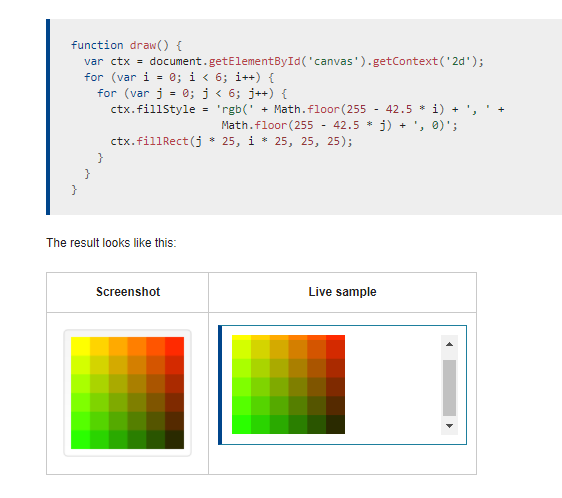 function draw() {
var ctx = document.getElementById('canvas').getContext('2d');
for (var i = 0; i < 6; i++) {
for (var j = 0; j < 6; j++) {
ctx.fillStyle = 'rgb(' + Math.floor(255 - 42.5 * i) + ', ' +
Math.floor(255 - 42.5 * j) + ', 0)';
ctx.fillRect(j * 25, i * 25, 25, 25);
}
}
}
The result looks like this:
Screenshot Live sample